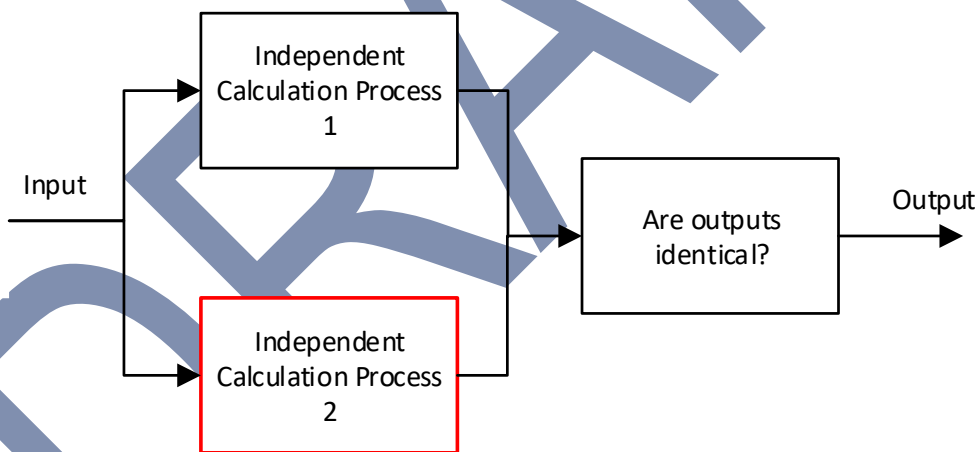 Independent
Calculation Process
1
Input
Are outputs
identical?
Output
Independent
Calculation Process
2